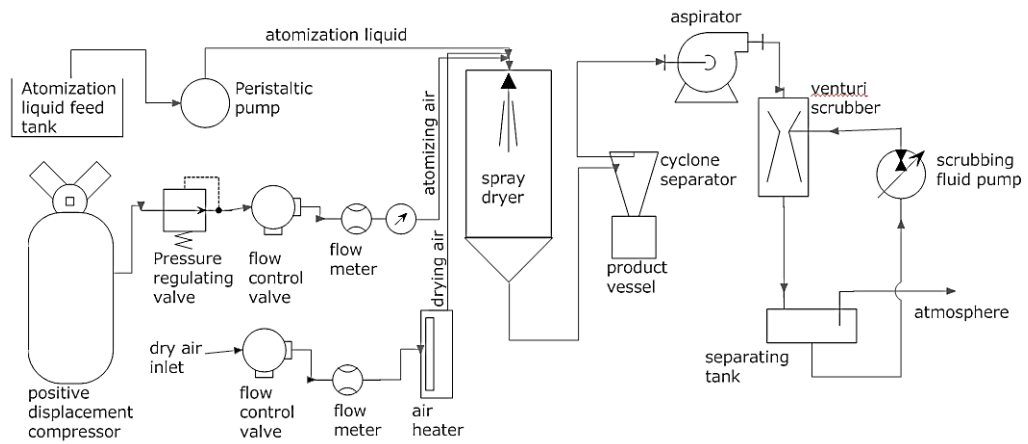 aspirator
atomization liquid
Atomization
liquid feed
tank
Peristaltic
pump
venturi
scrubber
atomizing air
spray
dryer
cyclone
separator
scrubbing
fluid pump
Pressure
regulating
valve
flow
control
valve
flow
meter
drying air
product
vessel
atmosphere
dry air
inlet
separating
tank
positive
displacement
compressor
flow
control
valve
flow
meter
air
heater